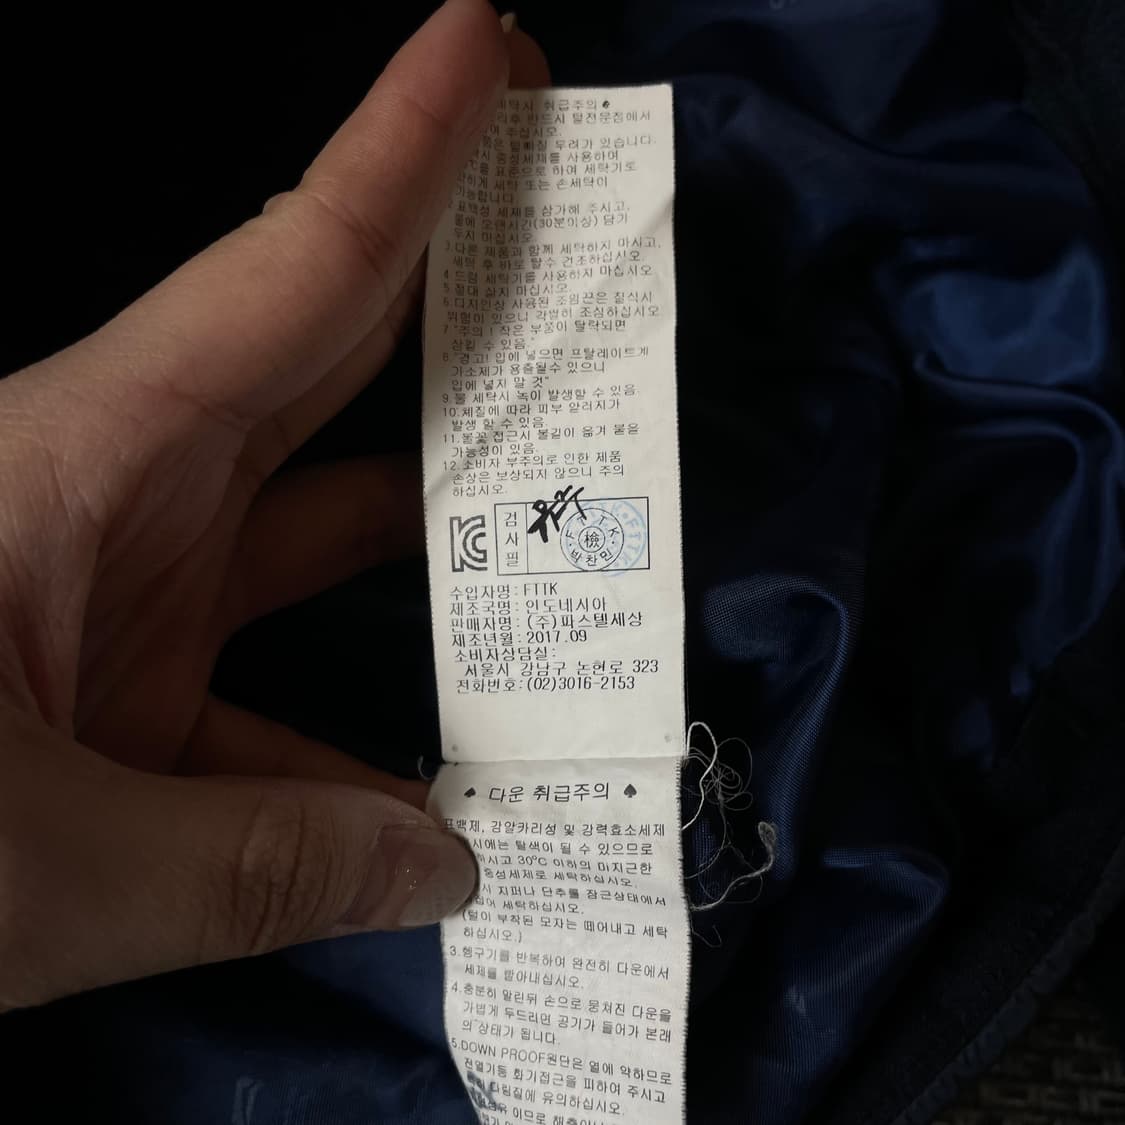 세탁시 취급주의
반드시 탈전문점에서
주십시오.
털빠질 우려가 있습니다.
중성세제를 사용하며
표준으로 하여 세탁기로
세탁 또는 손세탁이
가능합니다
표백성 세제를 삼가해 주시고,
물에 오랜시간(30분이상) 담가
두지 마십시오.
3.다른 제품과 함께 세탁하지 마시고,
세탁 후 바로 탈수 건조하십시오.
4 드럼 세탁기를 사용하지 마십시오
5 절대 삶지 마십시오.
6 디자인상 사용된 조임끈은 질식시
위험이 있으니 각별히 조심하십시오.
7 "주의 ! 작은 부품이 탈락되면
삼킬 수 있음."
8."경고! 입에 넣으면 프탈레이트계
가소제가 용출될수 있으니
입에 넣지 말 것"
9.물 세탁시 녹이 발생할 수 있음.
10.체질에 따라 피부 알러지가
발생 할 수 있음
11.불꽃 접근시 불길이 옮겨 붙을
가능성이 있음.
12.소비자 부주의로 인한 제품
손상은 보상되지 않으니 주의
하십시오.
검사필
FTTK
檢
박찬민
수입자명: FTTK
제조국명: 인도네시아
판매자명: (주)파스텔세상
제조년월: 2017.09
소비자상담실:
서울시 강남구 논현로 323
전화번호: (02)3016-2153
♠ 다운 취급주의 ♠
표백제, 강알카리성 및 강력효소세제
시에는 탈색이 될 수 있으므로
하시고 30℃ 이하의 미지근한
중성세제로 세탁하십시오.
시 지퍼나 단추를 잠근상태에서
세탁하십시오.
(털이 부착된 모자는 떼어내고 세탁
하십시오.)
3.헹구기를 반복하여 완전히 다운에서
세제를 빨아내십시오.
4.충분히 말린뒤 손으로 뭉쳐진 다운을
가볍게 두드리면 공기가 들어가 본래
의 상태가 됩니다.
5.DOWN PROOF원단은 열에 약하므로
전열기등 화기접근을 피하여 주시고
다림질에 유의하십시오.
이므로